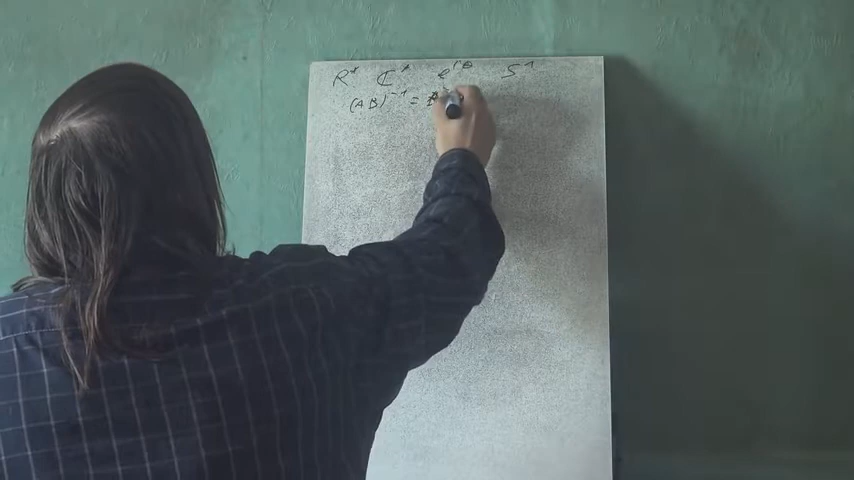 R* ℂ* e^{iθ} S^1
(AB)^{-1} =